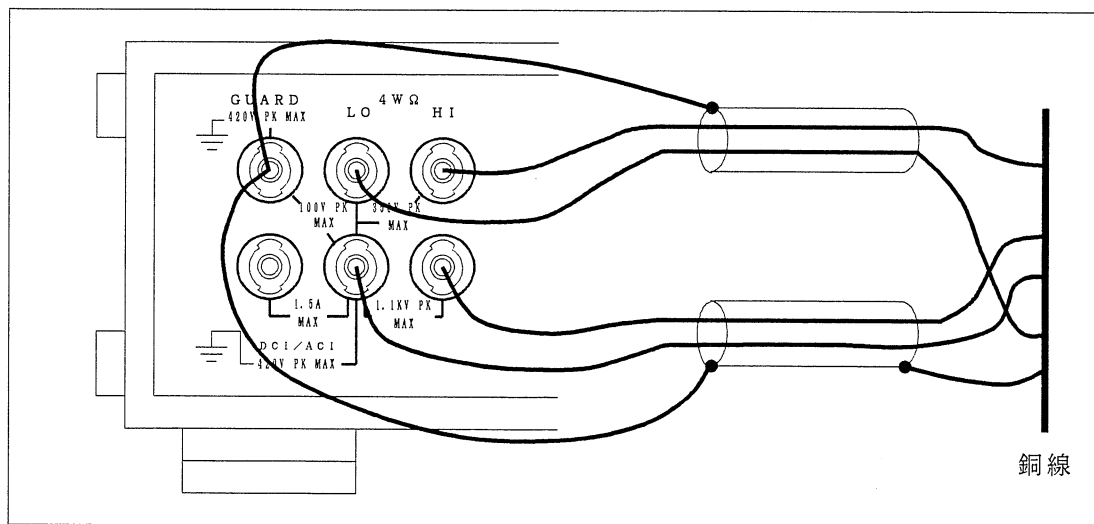 4WΩ
GUARD
LO
HI
420V PK MAX
100V PK
MAX
350V PK
MAX
1.5A
MAX
1.1KV PK
MAX
DCI/ACI
420V PK MAX
銅線